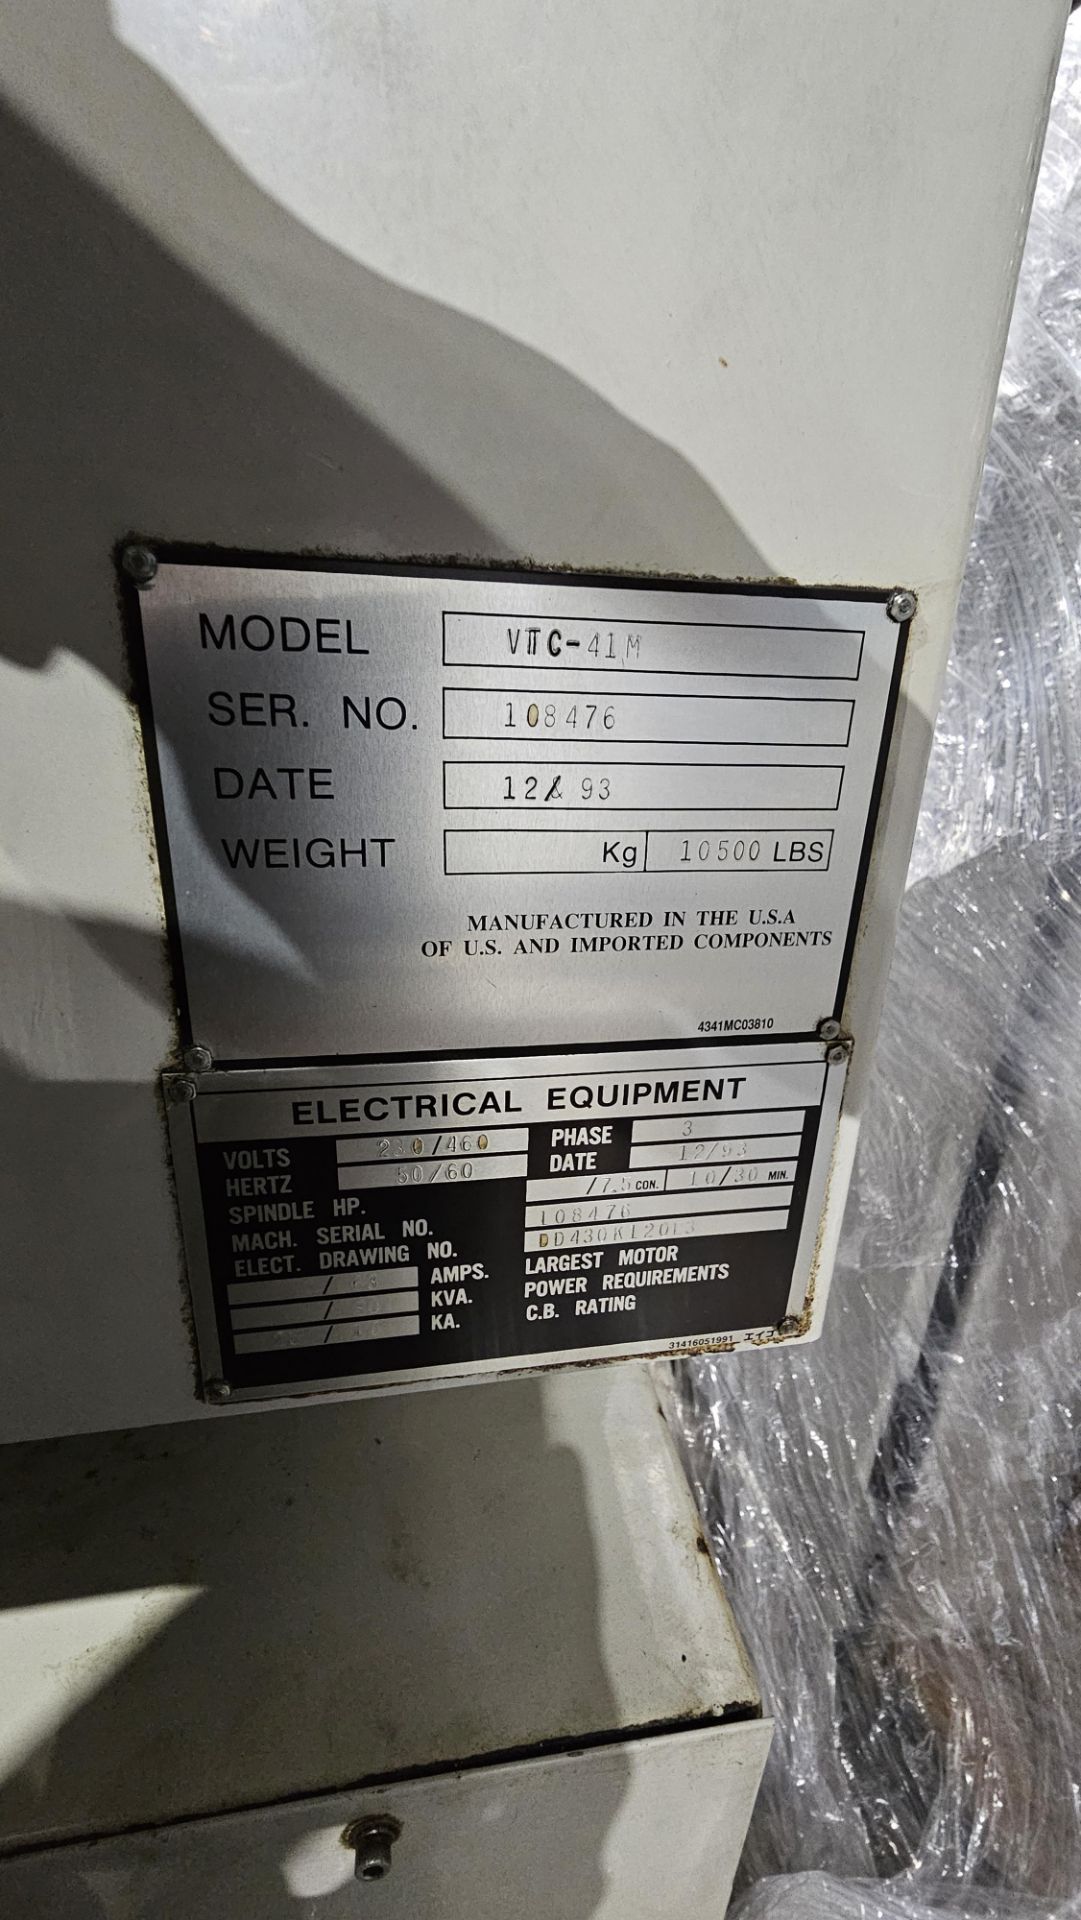 MODEL VTC-41M
SER. NO. 108476
DATE 12/ 93
WEIGHT Kg 10500 LBS
MANUFACTURED IN THE U.S.A
OF U.S. AND IMPORTED COMPONENTS
4341MC03810
ELECTRICAL EQUIPMENT
VOLTS 230/460 PHASE 3
HERTZ 50/60 DATE 12/93
SPINDLE HP. /7.5 CON. 10/30 MIN.
MACH. SERIAL NO. 108476
ELECT. DRAWING NO.
AMPS. LARGEST MOTOR
KVA. POWER REQUIREMENTS
KA. C.B. RATING
31416051991 エイゴ